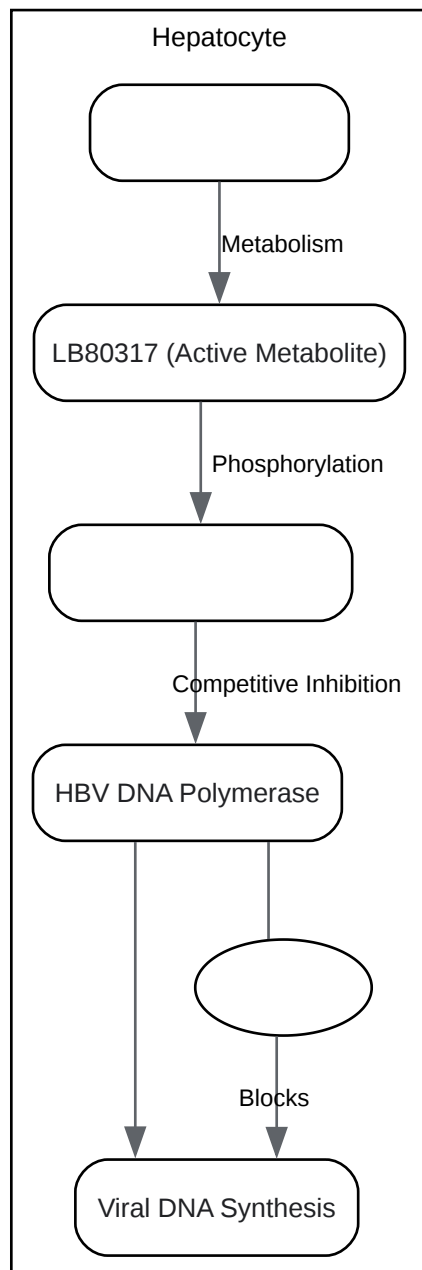 Hepatocyte
Metabolism
LB80317 (Active Metabolite)
Phosphorylation
Competitive Inhibition
HBV DNA Polymerase
Blocks
Viral DNA Synthesis